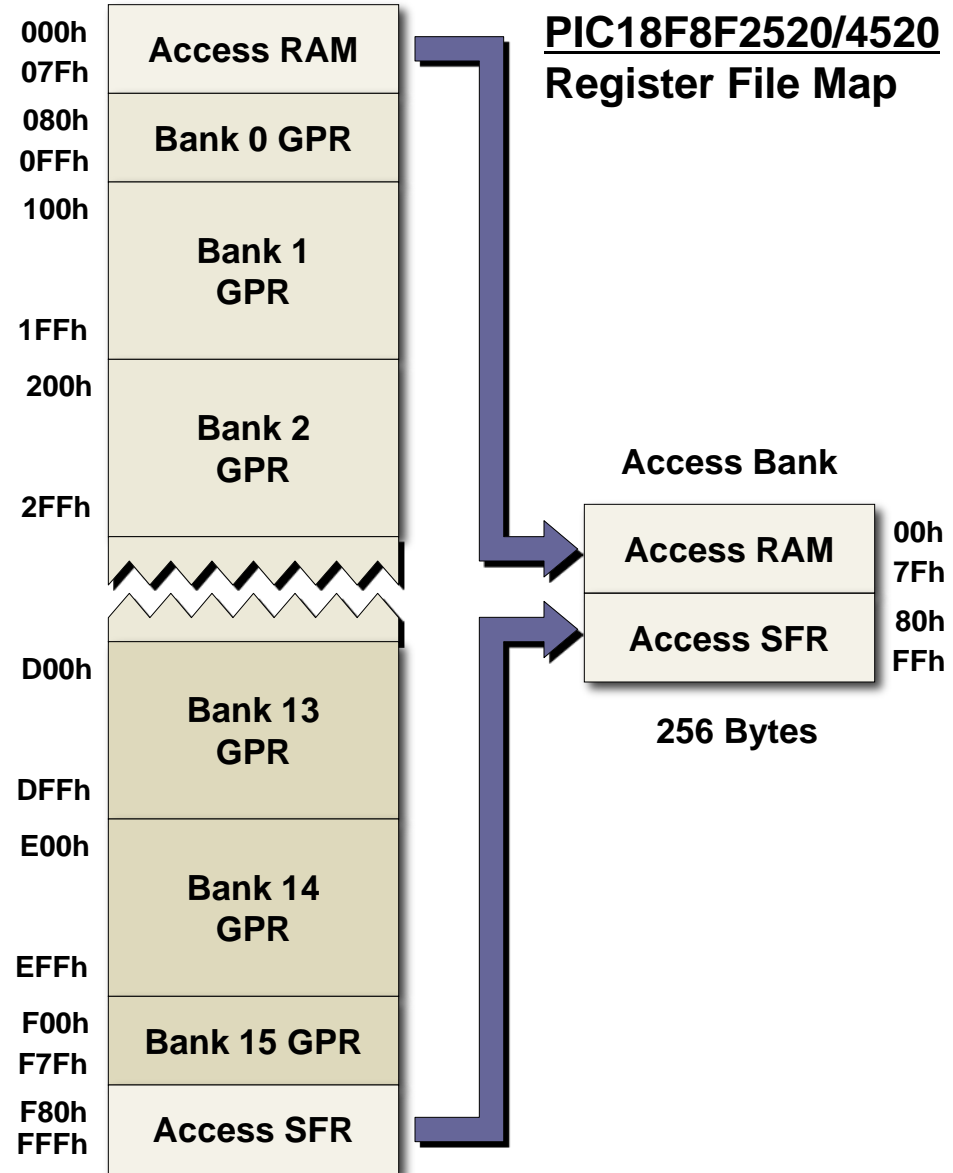 PIC18F8F2520/4520
Register File Map
000h
07Fh
Access RAM
080h
0FFh
Bank 0 GPR
100h
Bank 1
GPR
1FFh
200h
Bank 2
GPR
2FFh
D00h
Bank 13
GPR
DFFh
E00h
Bank 14
GPR
EFFh
F00h
F7Fh
Bank 15 GPR
F80h
FFFh
Access SFR
Access Bank
Access RAM
00h
7Fh
Access SFR
80h
FFh
256 Bytes